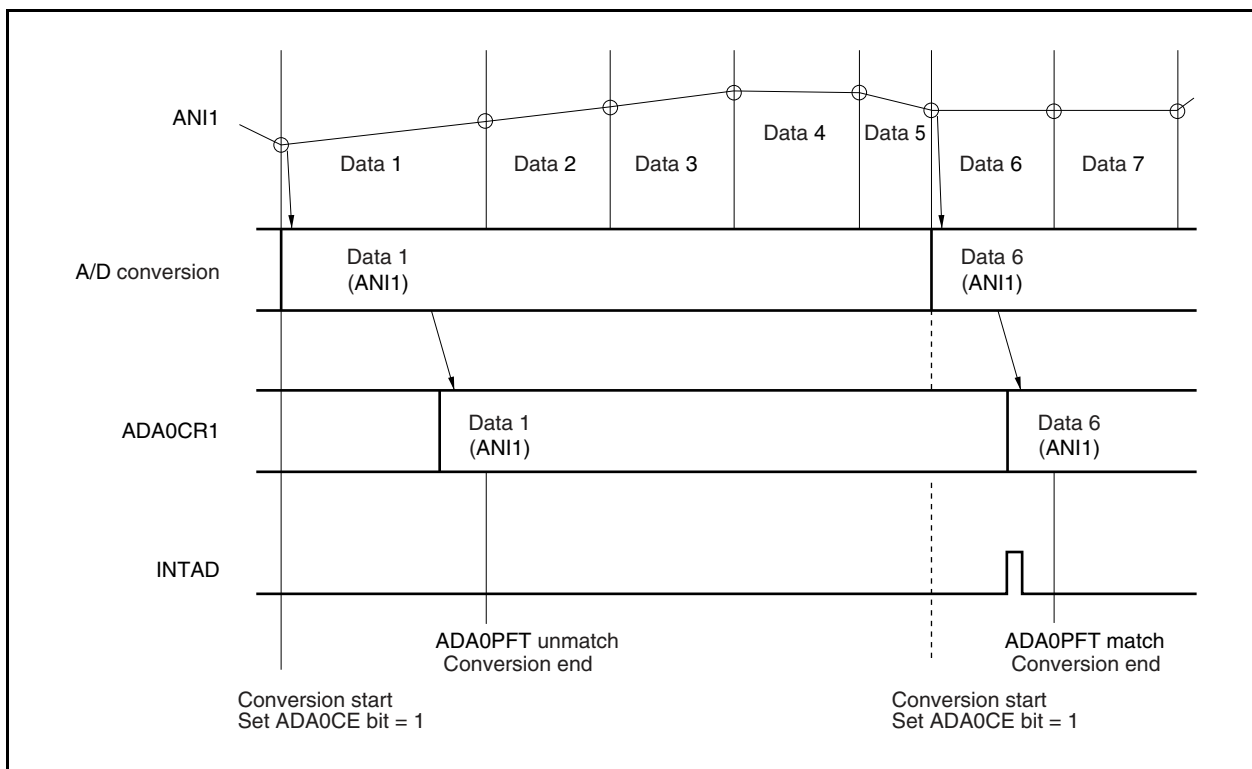 ANI1
Data 1
Data 2
Data 3
Data 4
Data 5
Data 6
Data 7
A/D conversion
Data 1
(ANI1)
Data 6
(ANI1)
ADA0CR1
Data 1
(ANI1)
Data 6
(ANI1)
INTAD
ADA0PFT unmatch
Conversion end
ADA0PFT match
Conversion end
Conversion start
Set ADA0CE bit = 1
Conversion start
Set ADA0CE bit = 1